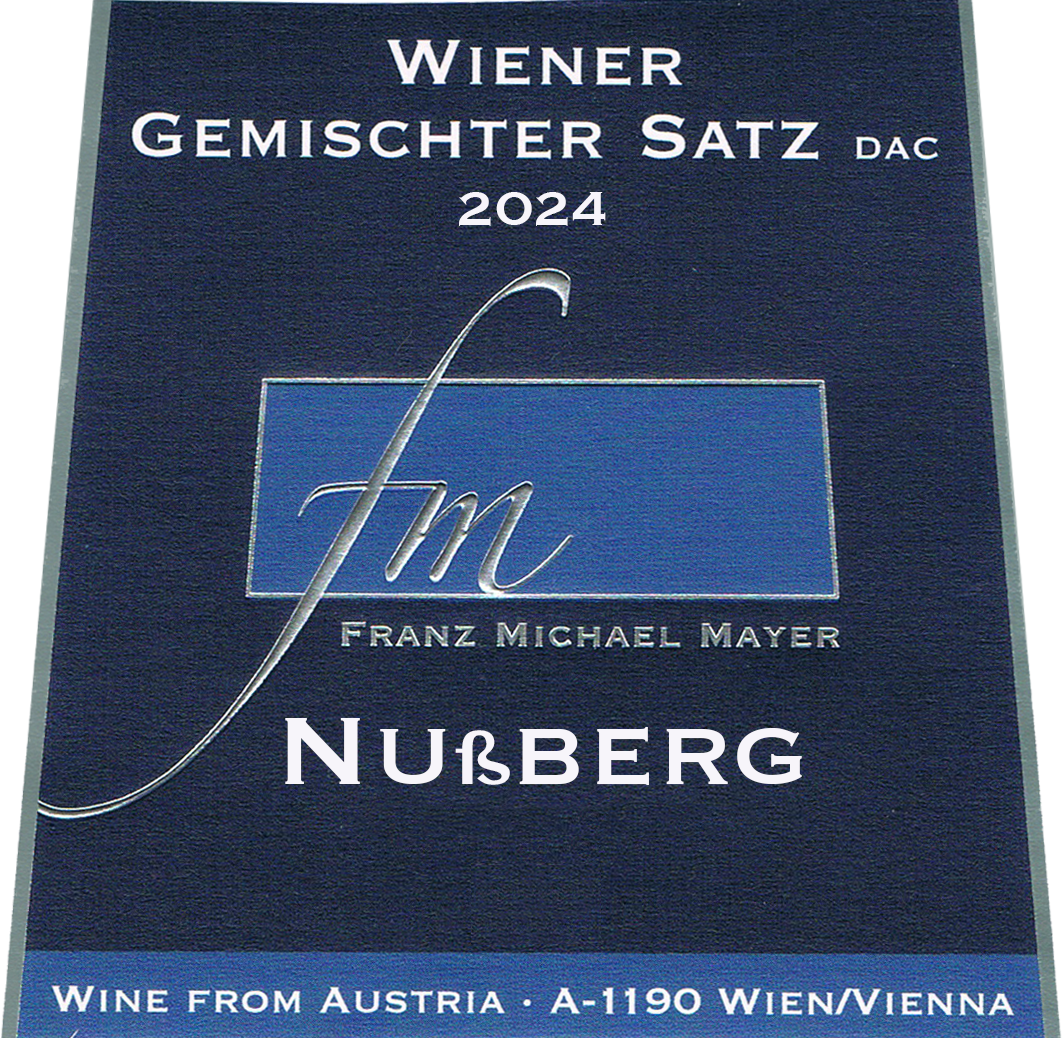 WIENER
GEMISCHTER SATZ DAC
2024
fm
FRANZ MICHAEL MAYER
NUßBERG
WINE FROM AUSTRIA · A-1190 WIEN/VIENNA